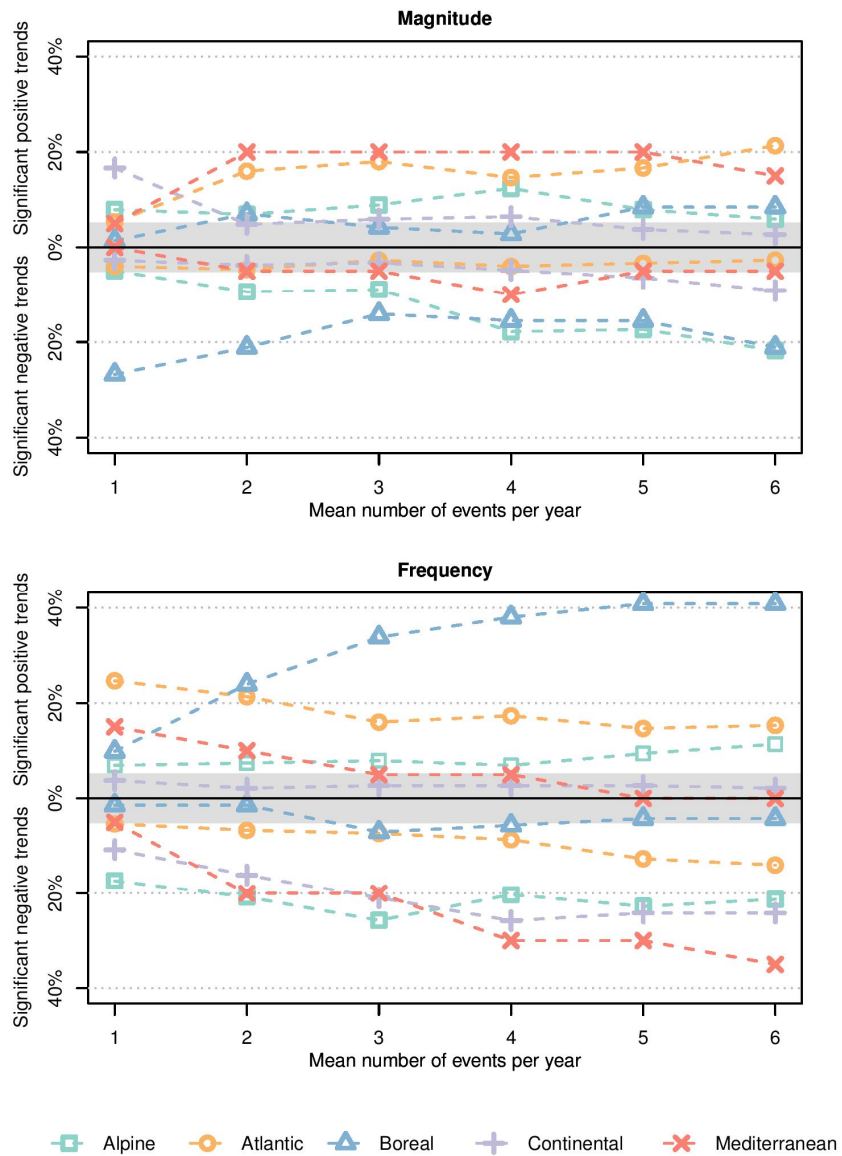 Magnitude
Significant positive trends
Significant negative trends
40%
20%
0%
20%
40%
1 2 3 4 5 6
Mean number of events per year
Frequency
Significant positive trends
Significant negative trends
40%
20%
0%
20%
40%
1 2 3 4 5 6
Mean number of events per year
Alpine Atlantic Boreal Continental Mediterranean